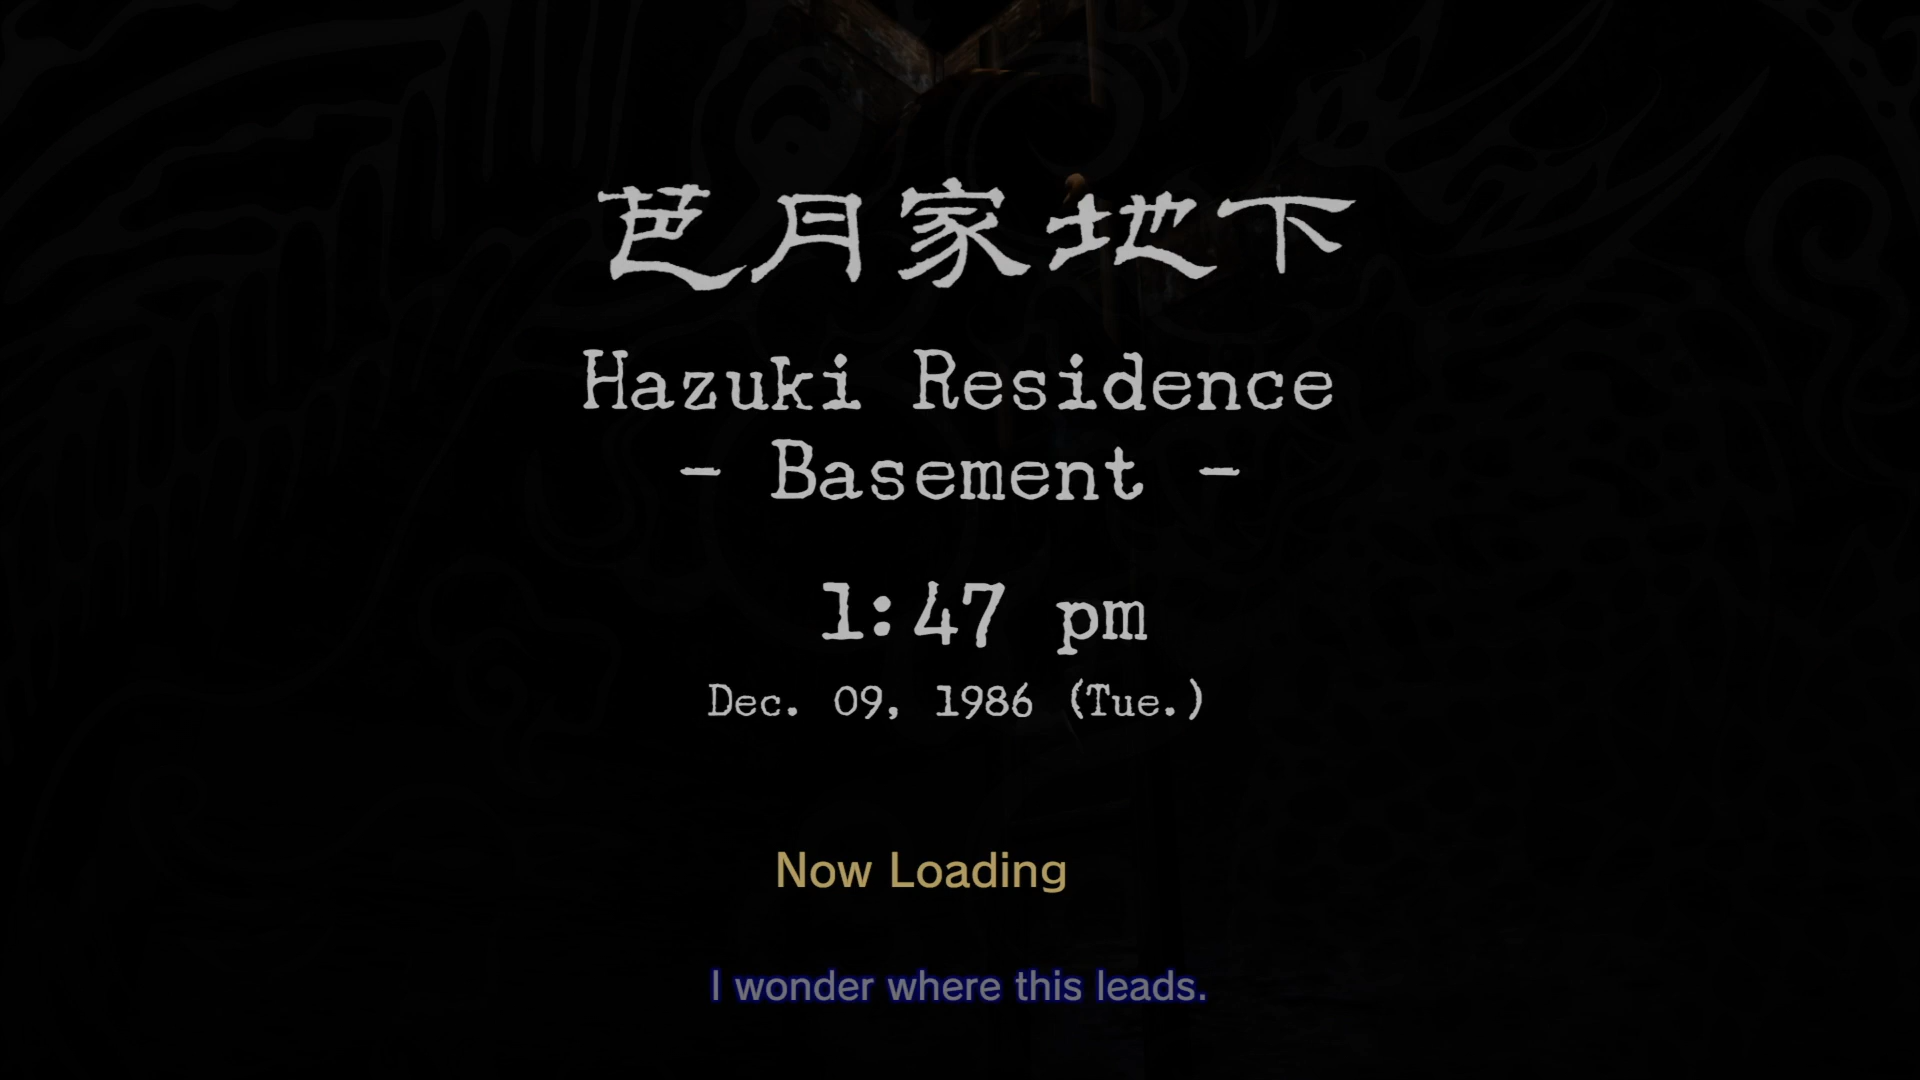 芭月家地下
Hazuki Residence
- Basement -
1:47 pm
Dec. 09, 1986 (Tue.)
Now Loading
I wonder where this leads.